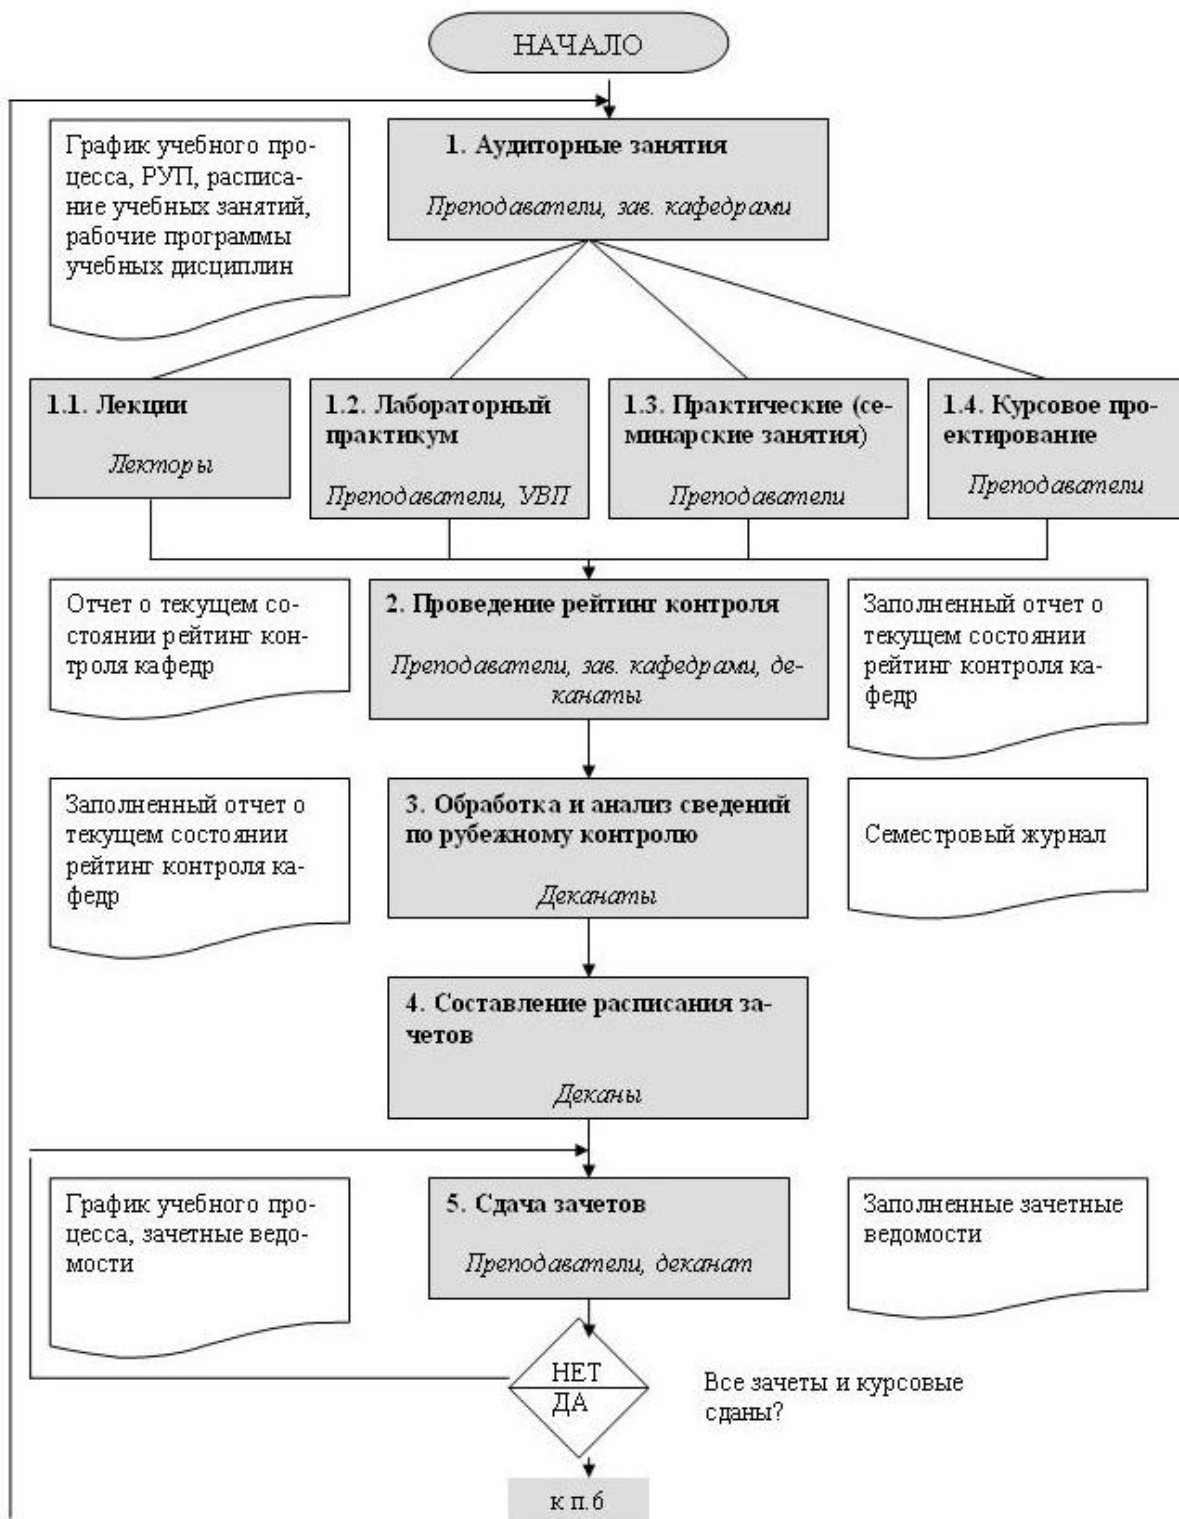 НАЧАЛО
График учебного про-
цесса, РУП, расписа-
ние учебных занятий,
рабочие программы
учебных дисциплин
1. Аудиторные занятия
Преподаватели, зав. кафедрами
1.1. Лекции
Лекторы
1.2. Лабораторный
практикум
Преподаватели, УВП
1.3. Практические (се-
минарские занятия)
Преподаватели
1.4. Курсовое про-
ектирование
Преподаватели
Отчет о текущем со-
стоянии рейтинг кон-
троля кафедр
2. Проведение рейтинг контроля
Преподаватели, зав. кафедрами, де-
канаты
Заполненный отчет о
текущем состоянии
рейтинг контроля ка-
федр
Заполненный отчет о
текущем состоянии
рейтинг контроля ка-
федр
3. Обработка и анализ сведений
по рубежному контролю
Деканаты
Семестровый журнал
4. Составление расписания за-
четов
Деканы
График учебного про-
цесса, зачетные ведо-
мости
5. Сдача зачетов
Преподаватели, деканат
Заполненные зачетные
ведомости
НЕТ
ДА
Все зачеты и курсовые
сданы?
к п.6